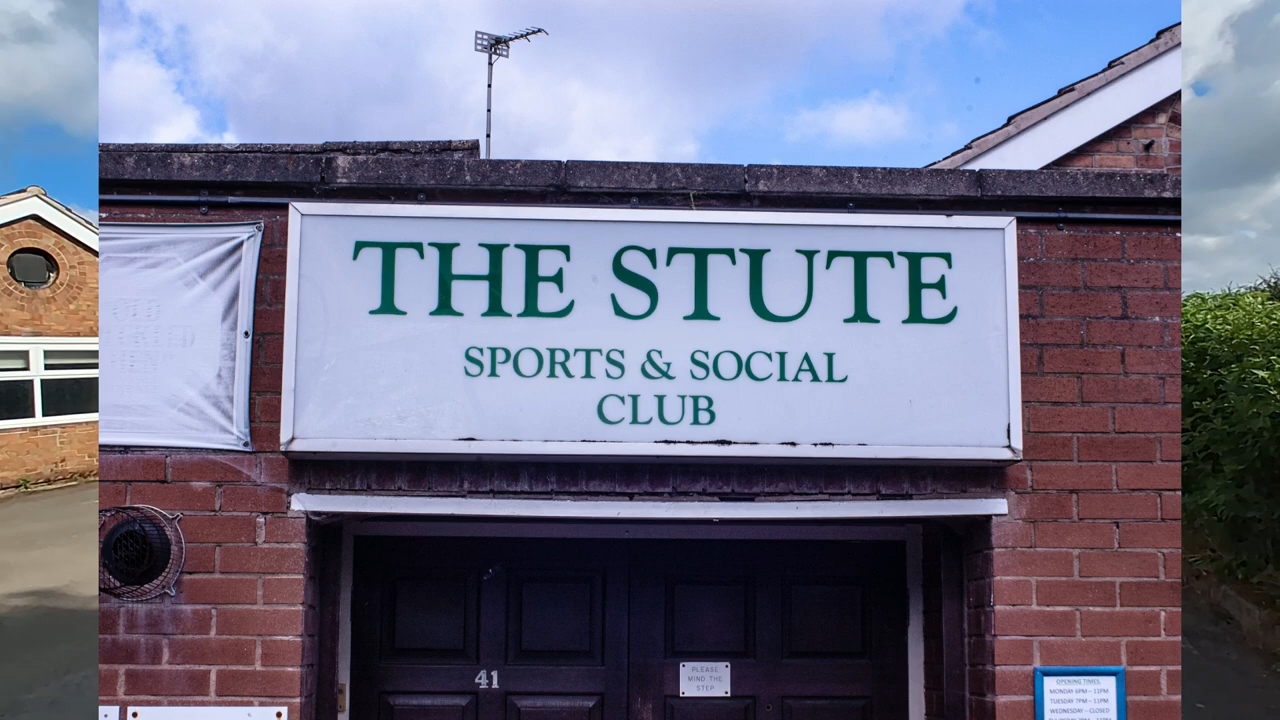 THE STUTE
SPORTS & SOCIAL
CLUB
41
PLEASE
MIND THE
STEP
OPENING TIMES
MONDAY 6PM – 11PM
TUESDAY 7PM – 11PM
WEDNESDAY – CLOSED